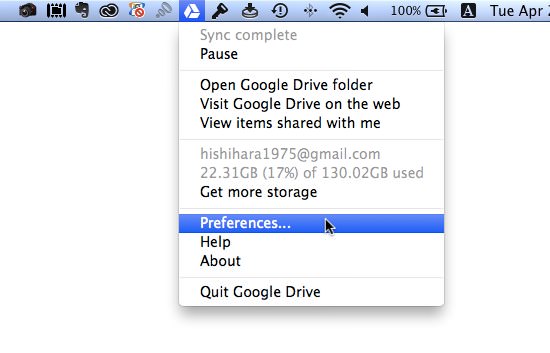 100%
A
Tue Apr 2
Sync complete
Pause
Open Google Drive folder
Visit Google Drive on the web
View items shared with me
hishihara1975@gmail.com
22.31GB (17%) of 130.02GB used
Get more storage
Preferences...
Help
About
Quit Google Drive